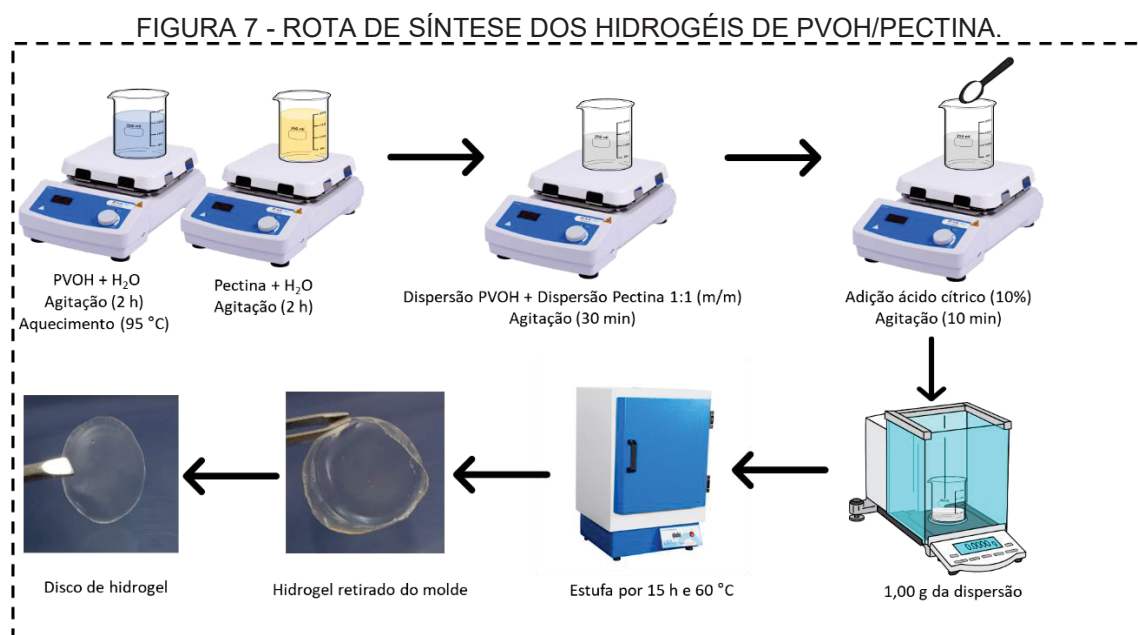 FIGURA 7 - ROTA DE SÍNTESE DOS HIDROGÉIS DE PVOH/PECTINA.
PVOH + H₂O
Agitação (2 h)
Aquecimento (95 °C)
Pectina + H₂O
Agitação (2 h)
Dispersão PVOH + Dispersão Pectina 1:1 (m/m)
Agitação (30 min)
Adição ácido cítrico (10%)
Agitação (10 min)
0.0000 g
1,00 g da dispersão
Estufa por 15 h e 60 °C
Hidrogel retirado do molde
Disco de hidrogel